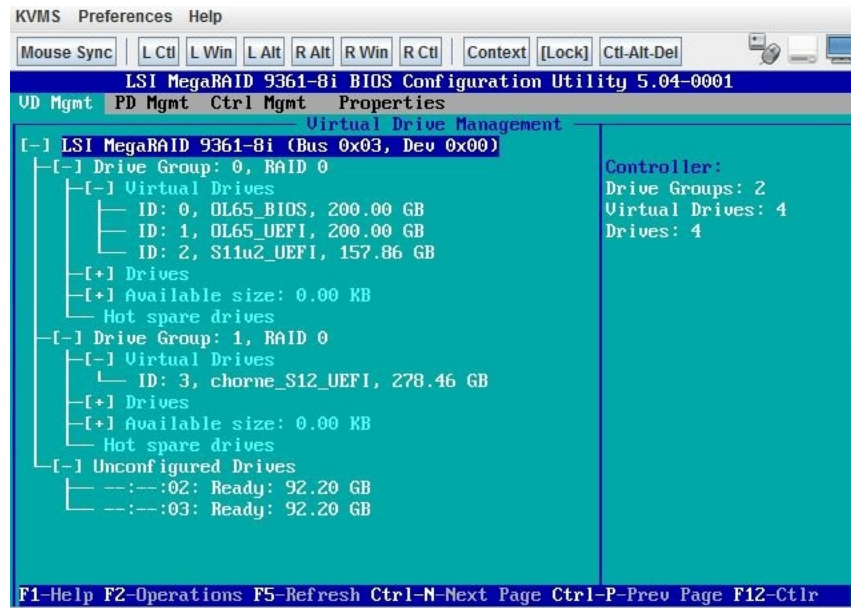 KVMS Preferences Help
Mouse Sync L Ctl L Win L Alt R Alt R Win R Ctl Context [Lock] Ctl-Alt-Del
LSI MegaRAID 9361-8i BIOS Configuration Utility 5.04-0001
VD Mgmt PD Mgmt Ctrl Mgmt Properties
Virtual Drive Management
[-] LSI MegaRAID 9361-8i (Bus 0x03, Dev 0x00)
[-] Drive Group: 0, RAID 0
[-] Virtual Drives
ID: 0, OL65_BIOS, 200.00 GB
ID: 1, OL65_UEFI, 200.00 GB
ID: 2, S11u2_UEFI, 157.86 GB
[+] Drives
[+] Available size: 0.00 KB
Hot spare drives
[-] Drive Group: 1, RAID 0
[-] Virtual Drives
ID: 3, chorne_S12_UEFI, 278.46 GB
[+] Drives
[+] Available size: 0.00 KB
Hot spare drives
[-] Unconfigured Drives
--:--:02: Ready: 92.20 GB
--:--:03: Ready: 92.20 GB
Controller:
Drive Groups: 2
Virtual Drives: 4
Drives: 4
F1-Help F2-Operations F5-Refresh Ctrl-N-Next Page Ctrl-P-Prev Page F12-Ctlr